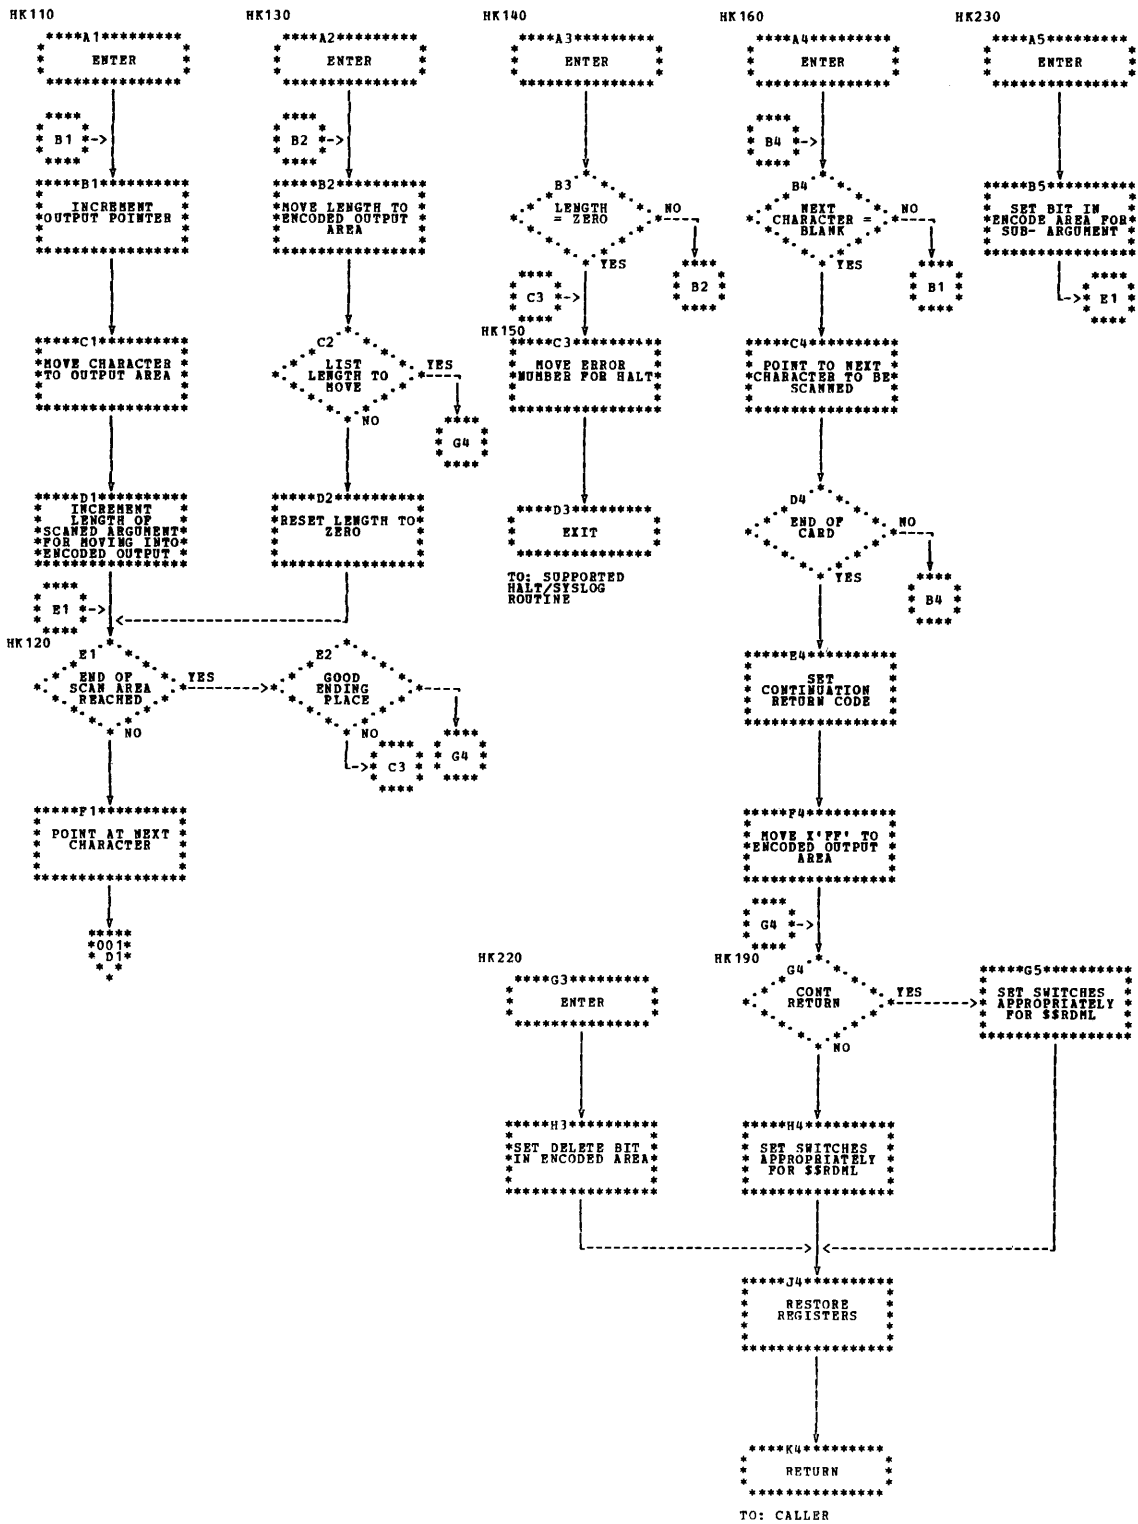 HK110
HK130
HK140
HK160
HK230
A1
ENTER
A2
ENTER
A3
ENTER
A4
ENTER
A5
ENTER
B1
B2
B4
B1
INCREMENT
OUTPUT POINTER
B2
MOVE LENGTH TO
ENCODED OUTPUT
AREA
B3
LENGTH
= ZERO
NO
YES
B2
B4
NEXT
CHARACTER =
BLANK
NO
YES
B1
B5
SET BIT IN
ENCODE AREA FOR
SUB- ARGUMENT
E1
C3
HK150
C1
MOVE CHARACTER
TO OUTPUT AREA
C2
LIST
LENGTH TO
MOVE
YES
NO
G4
C3
MOVE ERROR
NUMBER FOR HALT
C4
POINT TO NEXT
CHARACTER TO BE
SCANNED
D1
INCREMENT
LENGTH OF
SCANED ARGUMENT
FOR MOVING INTO
ENCODED OUTPUT
D2
RESET LENGTH TO
ZERO
D3
EXIT
TO: SUPPORTED
HALT/SYSLOG
ROUTINE
D4
END OF
CARD
NO
YES
B4
E1
HK120
E1
END OF
SCAN AREA
REACHED
YES
NO
E2
GOOD
ENDING
PLACE
NO
C3
G4
E4
SET
CONTINUATION
RETURN CODE
F1
POINT AT NEXT
CHARACTER
F4
MOVE X'FF' TO
ENCODED OUTPUT
AREA
001
D1
G4
HK220
HK190
G3
ENTER
G4
CONT
RETURN
YES
NO
G5
SET SWITCHES
APPROPRIATELY
FOR $$RDML
H3
SET DELETE BIT
IN ENCODED AREA
H4
SET SWITCHES
APPROPRIATELY
FOR $$RDML
J4
RESTORE
REGISTERS
K4
RETURN
TO: CALLER